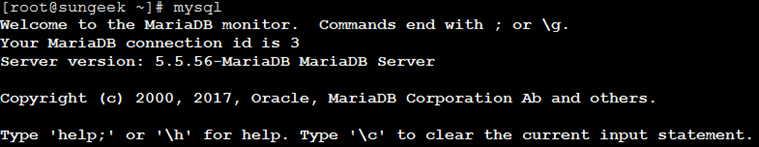 [root@sungeek ~]# mysql
Welcome to the MariaDB monitor.  Commands end with ; or \g.
Your MariaDB connection id is 3
Server version: 5.5.56-MariaDB MariaDB Server
Copyright (c) 2000, 2017, Oracle, MariaDB Corporation Ab and others.
Type 'help;' or '\h' for help. Type '\c' to clear the current input statement.